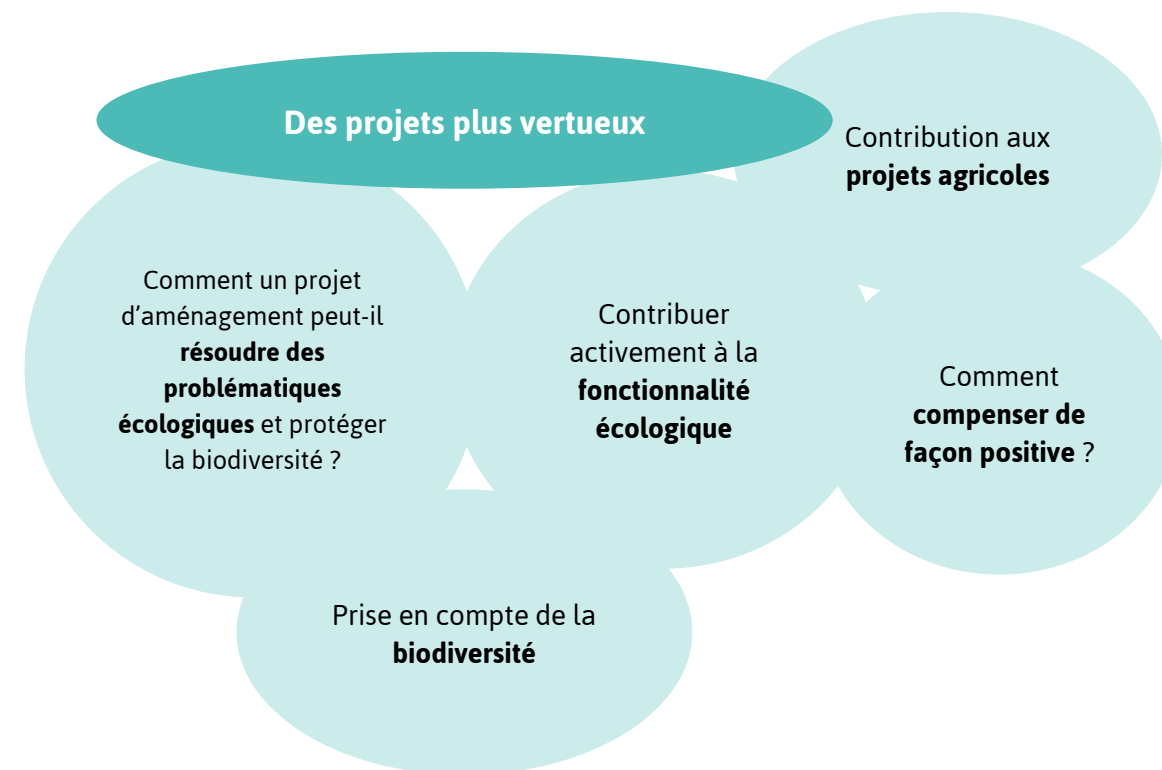 Des projets plus vertueux
Contribution aux
projets agricoles
Comment un projet
d’aménagement peut-il
résoudre des
problématiques
écologiques et protéger
la biodiversité ?
Contribuer
activement à la
fonctionnalité
écologique
Comment
compenser de
façon positive ?
Prise en compte de la
biodiversité